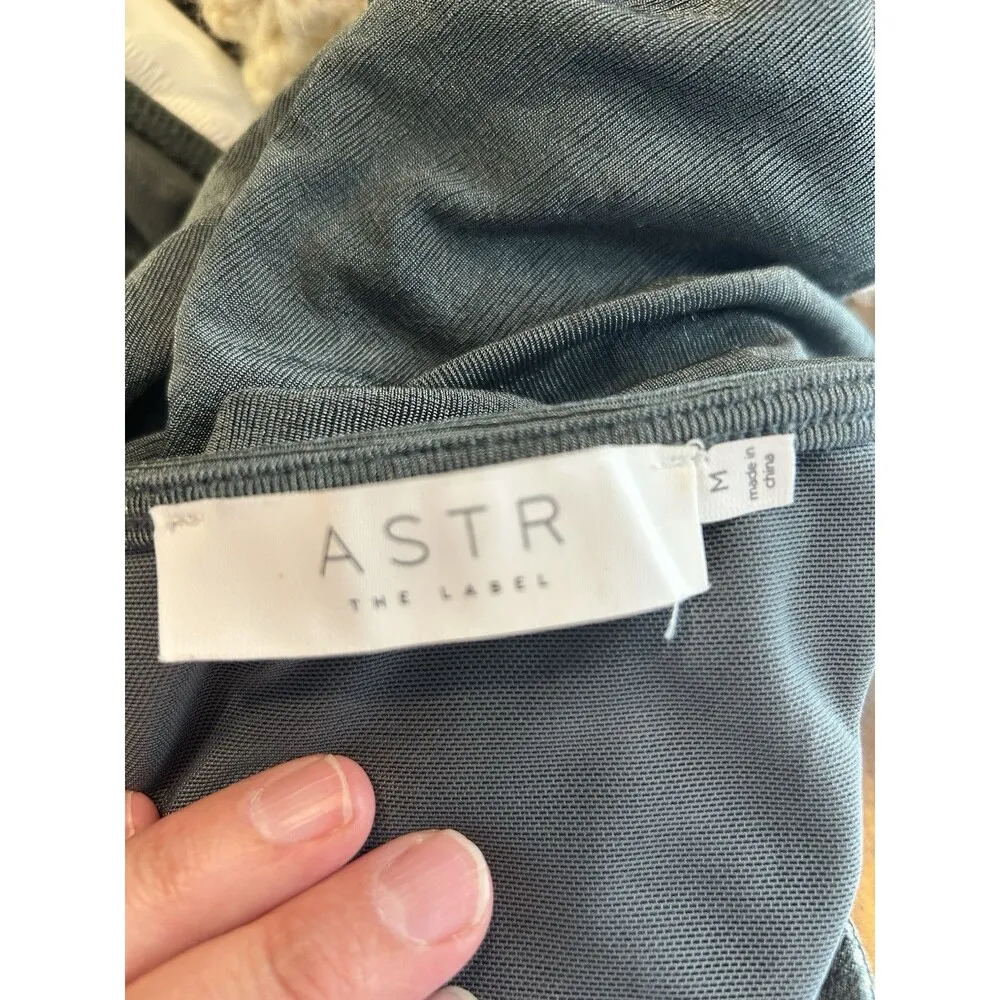 ASTR
THE LABEL
M
made in
china